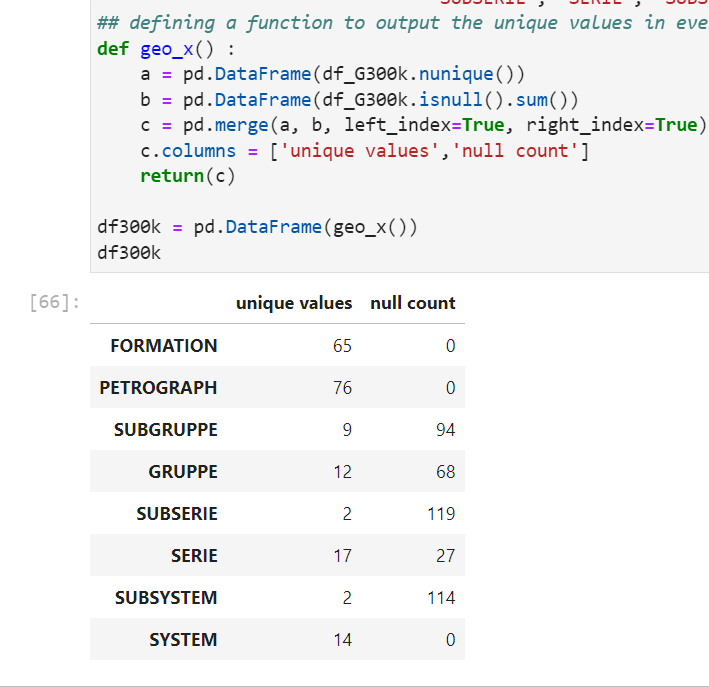 ## defining a function to output the unique values in eve
def geo_x() :
    a = pd.DataFrame(df_G300k.nunique())
    b = pd.DataFrame(df_G300k.isnull().sum())
    c = pd.merge(a, b, left_index=True, right_index=True)
    c.columns = ['unique values','null count']
    return(c)
df300k = pd.DataFrame(geo_x())
df300k
[66]:
unique values null count
FORMATION 65 0
PETROGRAPH 76 0
SUBGRUPPE 9 94
GRUPPE 12 68
SUBSERIE 2 119
SERIE 17 27
SUBSYSTEM 2 114
SYSTEM 14 0